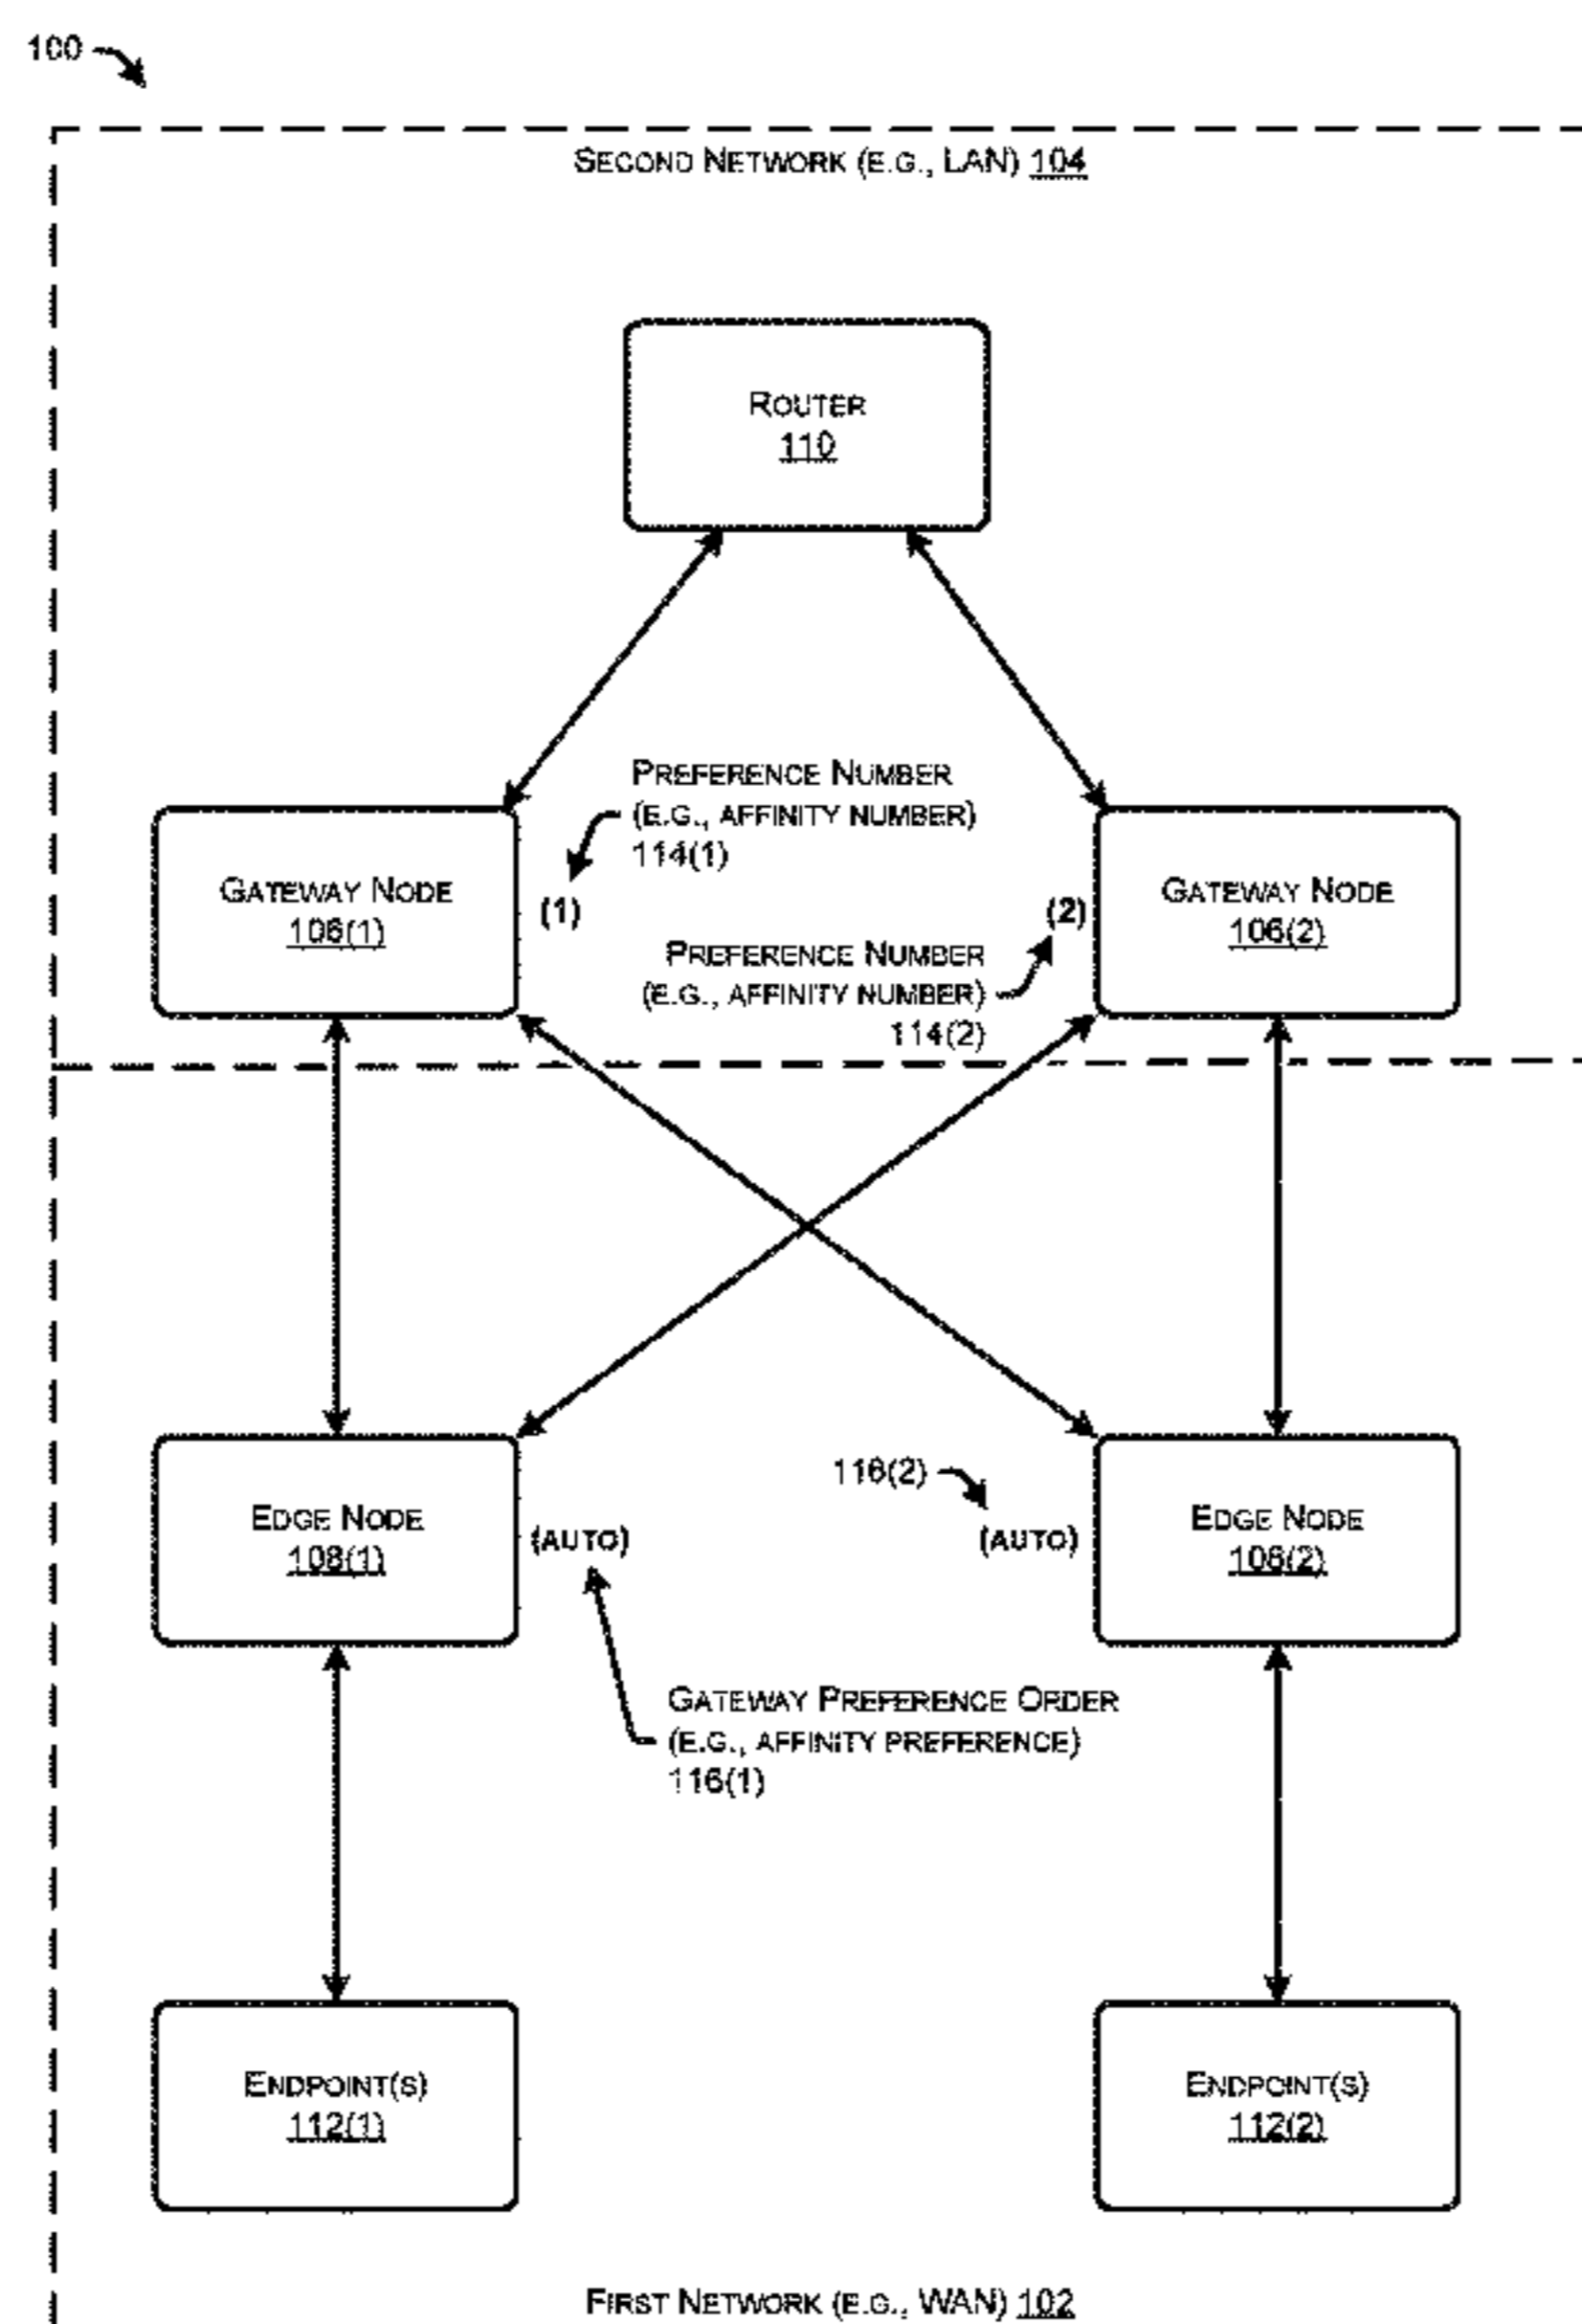 100
SECOND NETWORK (E.G., LAN) 104
ROUTER
110
PREFERENCE NUMBER
(E.G., AFFINITY NUMBER)
114(1)
GATEWAY NODE
106(1)
(1)
(2)
GATEWAY NODE
106(2)
PREFERENCE NUMBER
(E.G., AFFINITY NUMBER)
114(2)
116(2)
EDGE NODE
108(1)
(AUTO)
(AUTO)
EDGE NODE
108(2)
GATEWAY PREFERENCE ORDER
(E.G., AFFINITY PREFERENCE)
116(1)
ENDPOINT(S)
112(1)
ENDPOINT(S)
112(2)
FIRST NETWORK (E.G., WAN) 102